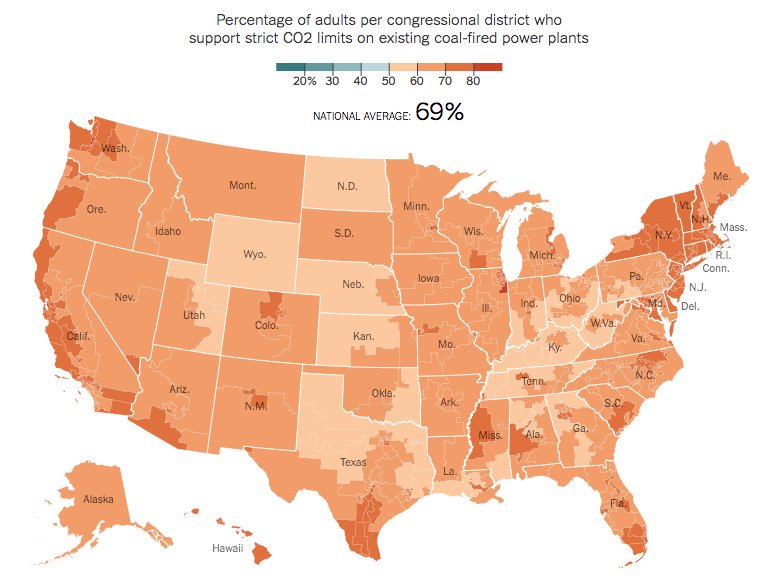 Percentage of adults per congressional district who
support strict CO2 limits on existing coal-fired power plants
20% 30 40 50 60 70 80
NATIONAL AVERAGE: 69%
Wash.
Mont.
N.D.
Minn.
Me.
Ore.
Idaho
S.D.
Wis.
Mich.
Vt.
N.H.
N.Y.
Mass.
R.I.
Conn.
Wyo.
Iowa
Neb.
Pa.
N.J.
Nev.
Utah
Colo.
Ill.
Ind.
Ohio
Md.
Del.
Calif.
Kan.
Mo.
W.Va.
Va.
Ky.
Ariz.
N.M.
Okla.
Ark.
Tenn.
N.C.
S.C.
Miss.
Ala.
Ga.
Texas
La.
Alaska
Fla.
Hawaii